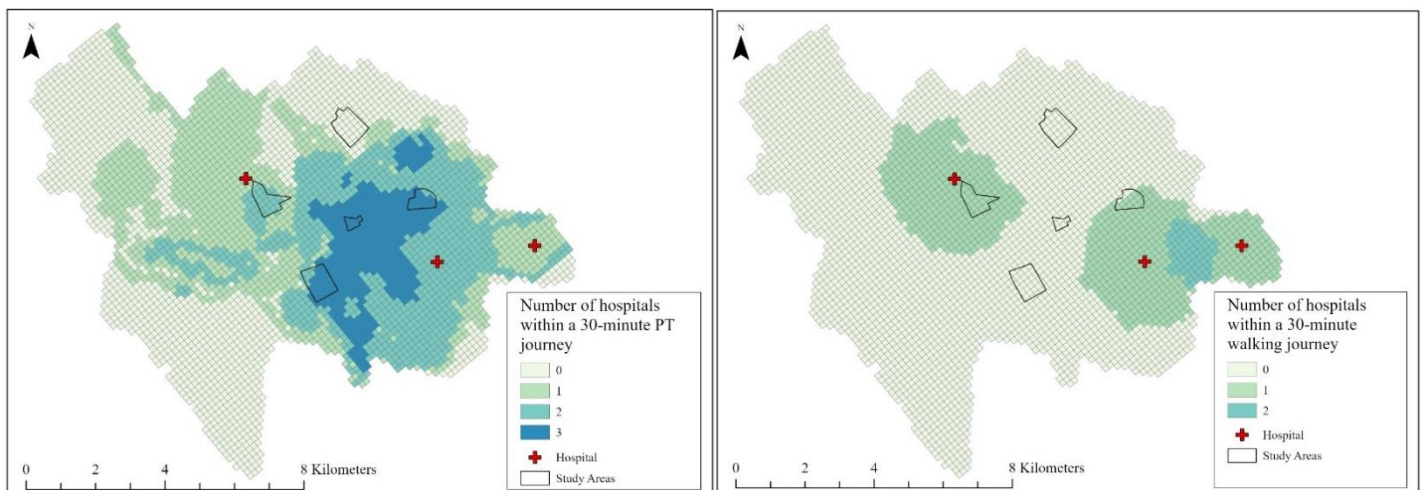 N
Number of hospitals
within a 30-minute PT
journey
0
1
2
3
Hospital
Study Areas
0 2 4 8 Kilometers
N
Number of hospitals
within a 30-minute
walking journey
0
1
2
Hospital
Study Areas
0 2 4 8 Kilometers